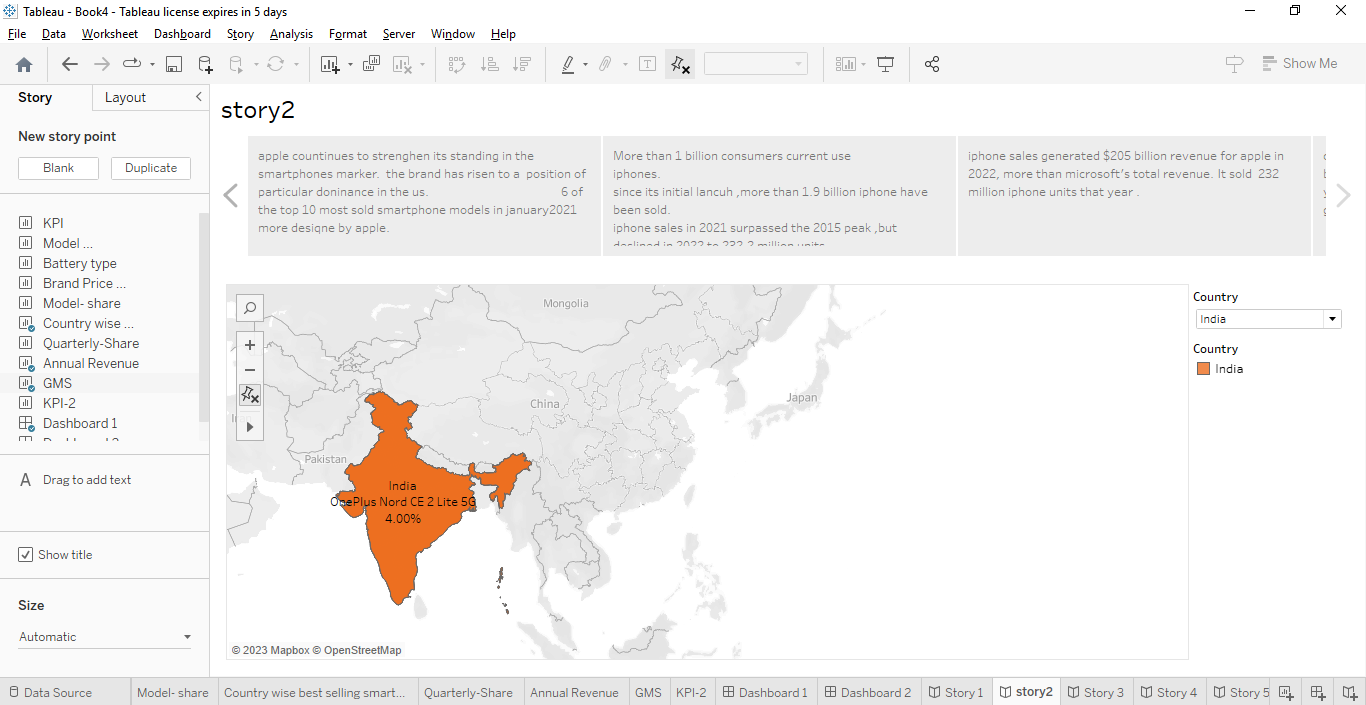 Tableau - Book4 - Tableau license expires in 5 days
File Data Worksheet Dashboard Story Analysis Format Server Window Help
Show Me
Story Layout
New story point
Blank Duplicate
KPI
Model ...
Battery type
Brand Price ...
Model- share
Country wise ...
Quarterly-Share
Annual Revenue
GMS
KPI-2
Dashboard 1
A Drag to add text
Show title
Size
Automatic
story2
apple countinues to strenghen its standing in the
smartphones marker. the brand has risen to a position of
particular doninance in the us. 6 of
the top 10 most sold smartphone models in january2021
more desiqne by apple.
More than 1 billion consumers current use
iphones.
since its initial lancuh ,more than 1.9 billion iphone have
been sold.
iphone sales in 2021 surpassed the 2015 peak ,but
declined in 2022 to 232.2 million units
iphone sales generated $205 billion revenue for apple in
2022, more than microsoft's total revenue. It sold 232
million iphone units that year .
Mongolia
China
Japan
Pakistan
India
OnePlus Nord CE 2 Lite 5G
4.00%
© 2023 Mapbox © OpenStreetMap
Country
India
Country
India
Data Source Model- share Country wise best selling smart... Quarterly-Share Annual Revenue GMS KPI-2 Dashboard 1 Dashboard 2 Story 1 story2 Story 3 Story 4 Story 5